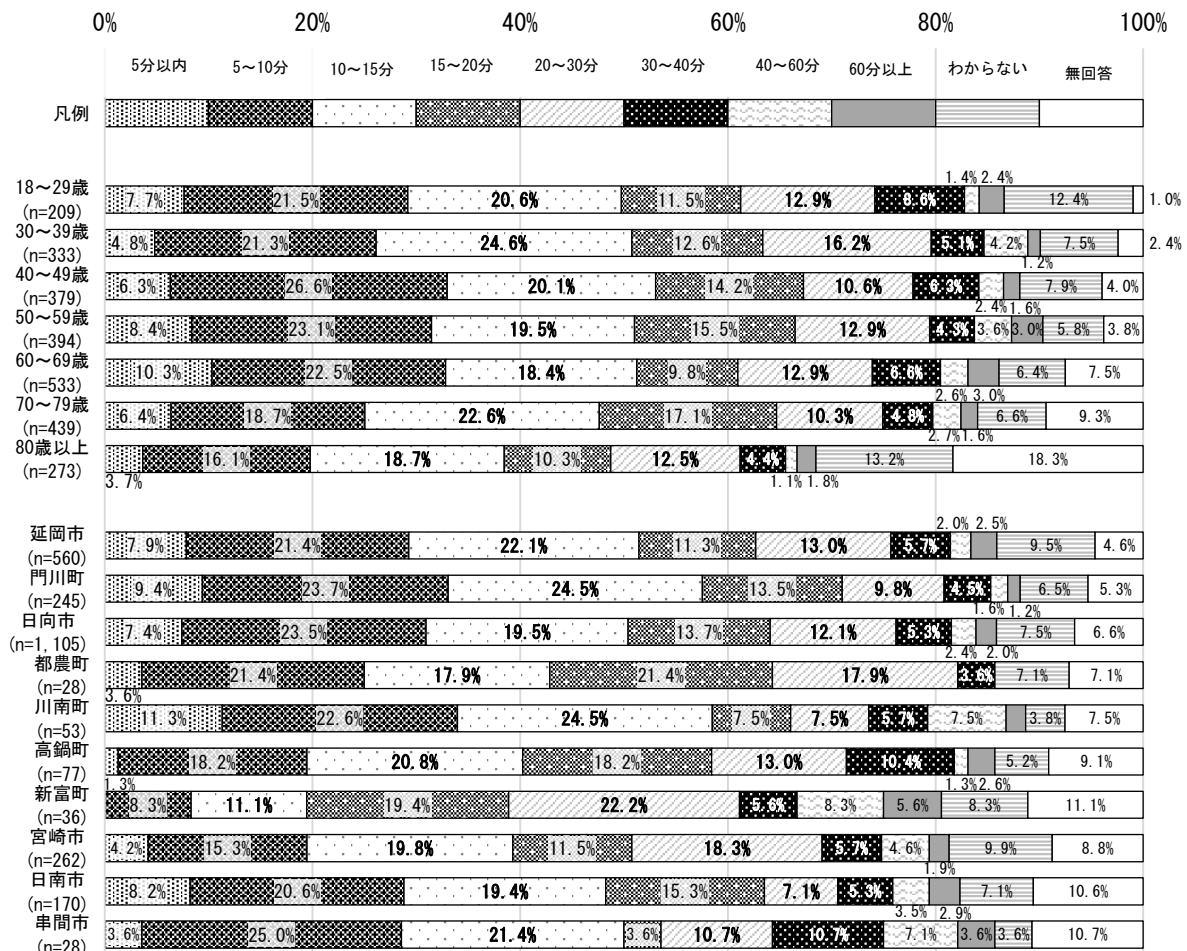 0% 20% 40% 60% 80% 100%
5分以内 5～10分 10～15分 15～20分 20～30分 30～40分 40～60分 60分以上 わからない 無回答
凡例
1.4% 2.4%
18～29歳
(n=209)
7.7% 21.5% 20.6% 11.5% 12.9% 8.6% 12.4% 1.0%
30～39歳
(n=333)
4.8% 21.3% 24.6% 12.6% 16.2% 5.1% 4.2% 7.5% 2.4%
1.2%
40～49歳
(n=379)
6.3% 26.6% 20.1% 14.2% 10.6% 6.3% 7.9% 4.0%
2.4% 1.6%
50～59歳
(n=394)
8.4% 23.1% 19.5% 15.5% 12.9% 4.3% 3.6% 3.0% 5.8% 3.8%
60～69歳
(n=533)
10.3% 22.5% 18.4% 9.8% 12.9% 6.6% 6.4% 7.5%
2.6% 3.0%
70～79歳
(n=439)
6.4% 18.7% 22.6% 17.1% 10.3% 4.8% 6.6% 9.3%
2.7% 1.6%
80歳以上
(n=273)
16.1% 18.7% 10.3% 12.5% 4.4% 13.2% 18.3%
3.7% 1.1% 1.8%
2.0% 2.5%
延岡市
(n=560)
7.9% 21.4% 22.1% 11.3% 13.0% 5.7% 9.5% 4.6%
門川町
(n=245)
9.4% 23.7% 24.5% 13.5% 9.8% 4.5% 6.5% 5.3%
1.6% 1.2%
日向市
(n=1,105)
7.4% 23.5% 19.5% 13.7% 12.1% 5.3% 7.5% 6.6%
2.4% 2.0%
都農町
(n=28)
21.4% 17.9% 21.4% 17.9% 3.6% 7.1% 7.1%
3.6%
川南町
(n=53)
11.3% 22.6% 24.5% 7.5% 7.5% 5.7% 7.5% 3.8% 7.5%
高鍋町
(n=77)
18.2% 20.8% 18.2% 13.0% 10.4% 5.2% 9.1%
1.3% 1.3% 2.6%
新富町
(n=36)
8.3% 11.1% 19.4% 22.2% 5.6% 8.3% 5.6% 8.3% 11.1%
宮崎市
(n=262)
4.2% 15.3% 19.8% 11.5% 18.3% 5.7% 4.6% 9.9% 8.8%
1.9%
日南市
(n=170)
8.2% 20.6% 19.4% 15.3% 7.1% 5.3% 7.1% 10.6%
3.5% 2.9%
串間市
(n=28)
3.6% 25.0% 21.4% 3.6% 10.7% 10.7% 7.1% 3.6% 3.6% 10.7%